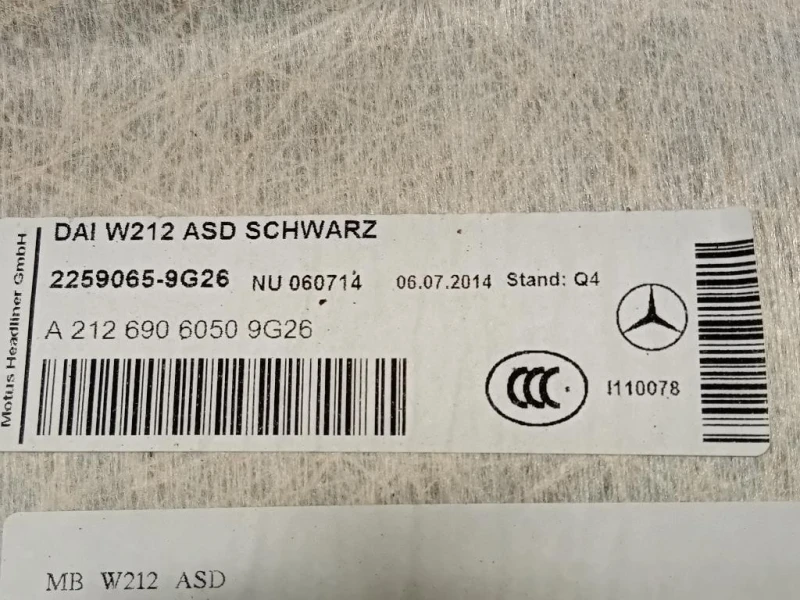 DAI W212 ASD SCHWARZ
2259065-9G26 NU 060714 06.07.2014 Stand: Q4
A 212 690 6050 9G26
CCC I110078
Motus Headliner GmbH
MB W212 ASD